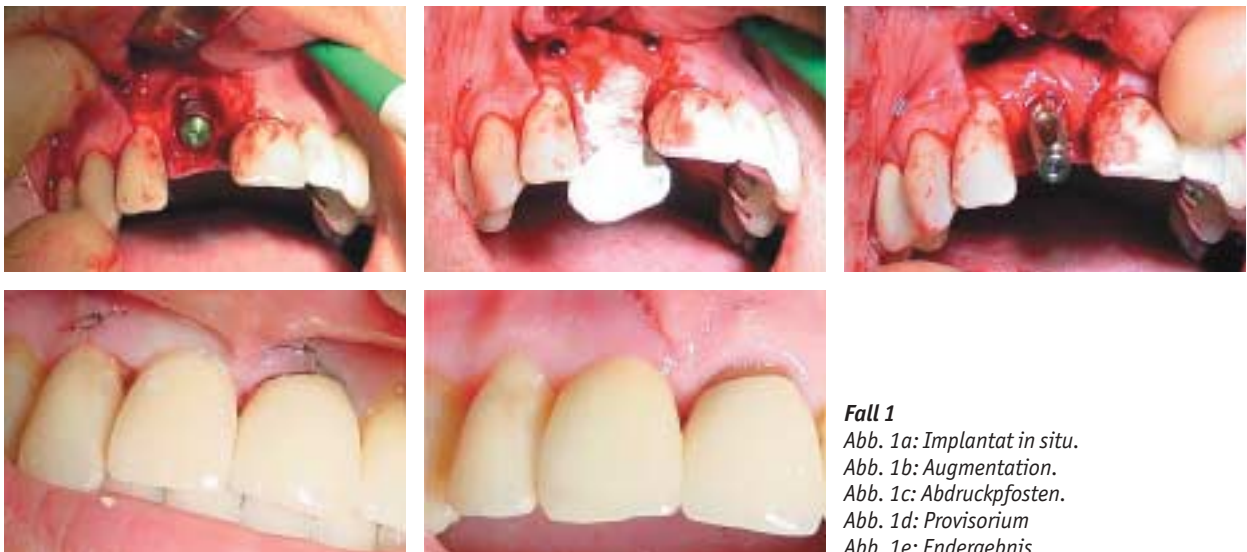 Fall 1
Abb. 1a: Implantat in situ.
Abb. 1b: Augmentation.
Abb. 1c: Abdruckpfosten.
Abb. 1d: Provisorium
Abb. 1e: Endergebnis